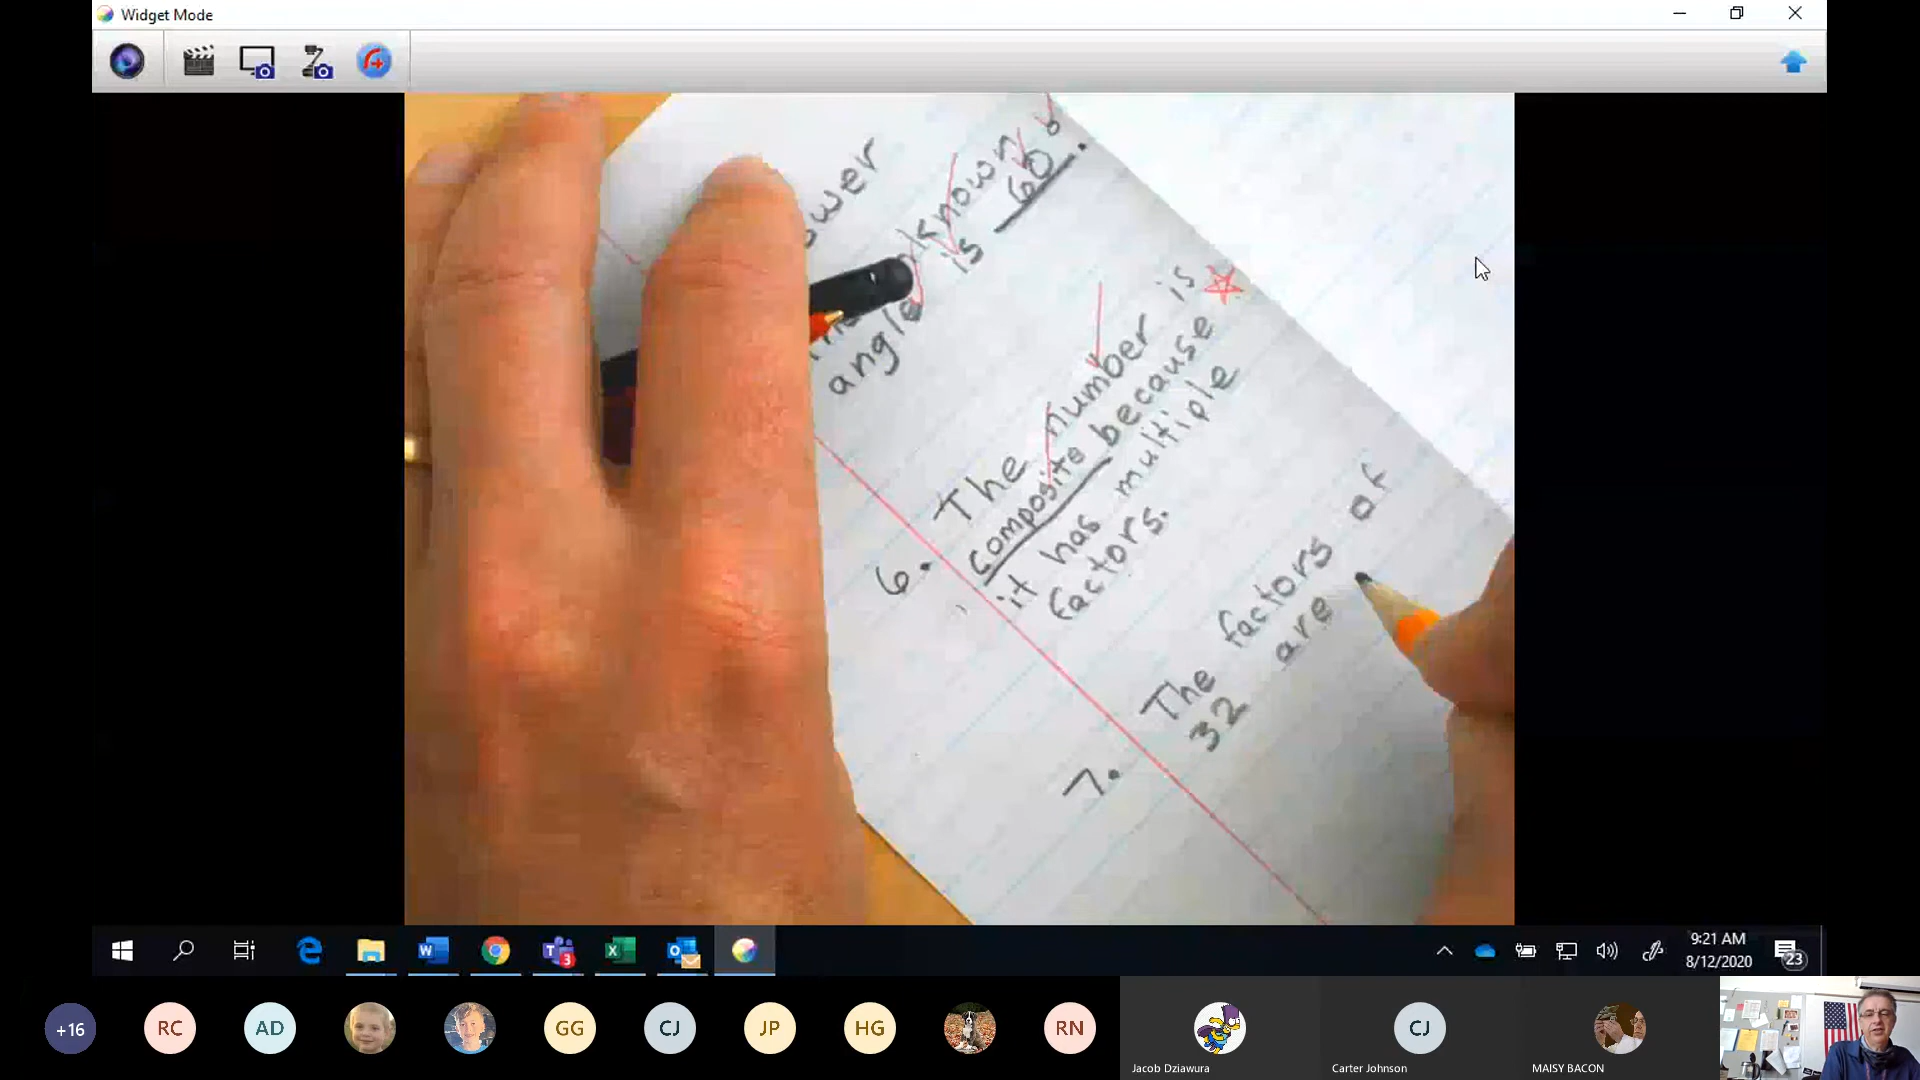 Widget Mode
angle is 60.
6. The number is
composite because
it has multiple
factors.
7. The factors of
32 are
3
9:21 AM
8/12/2020
23
+16
RC
AD
GG
CJ
JP
HG
RN
CJ
Jacob Dziawura
Carter Johnson
MAISY BACON